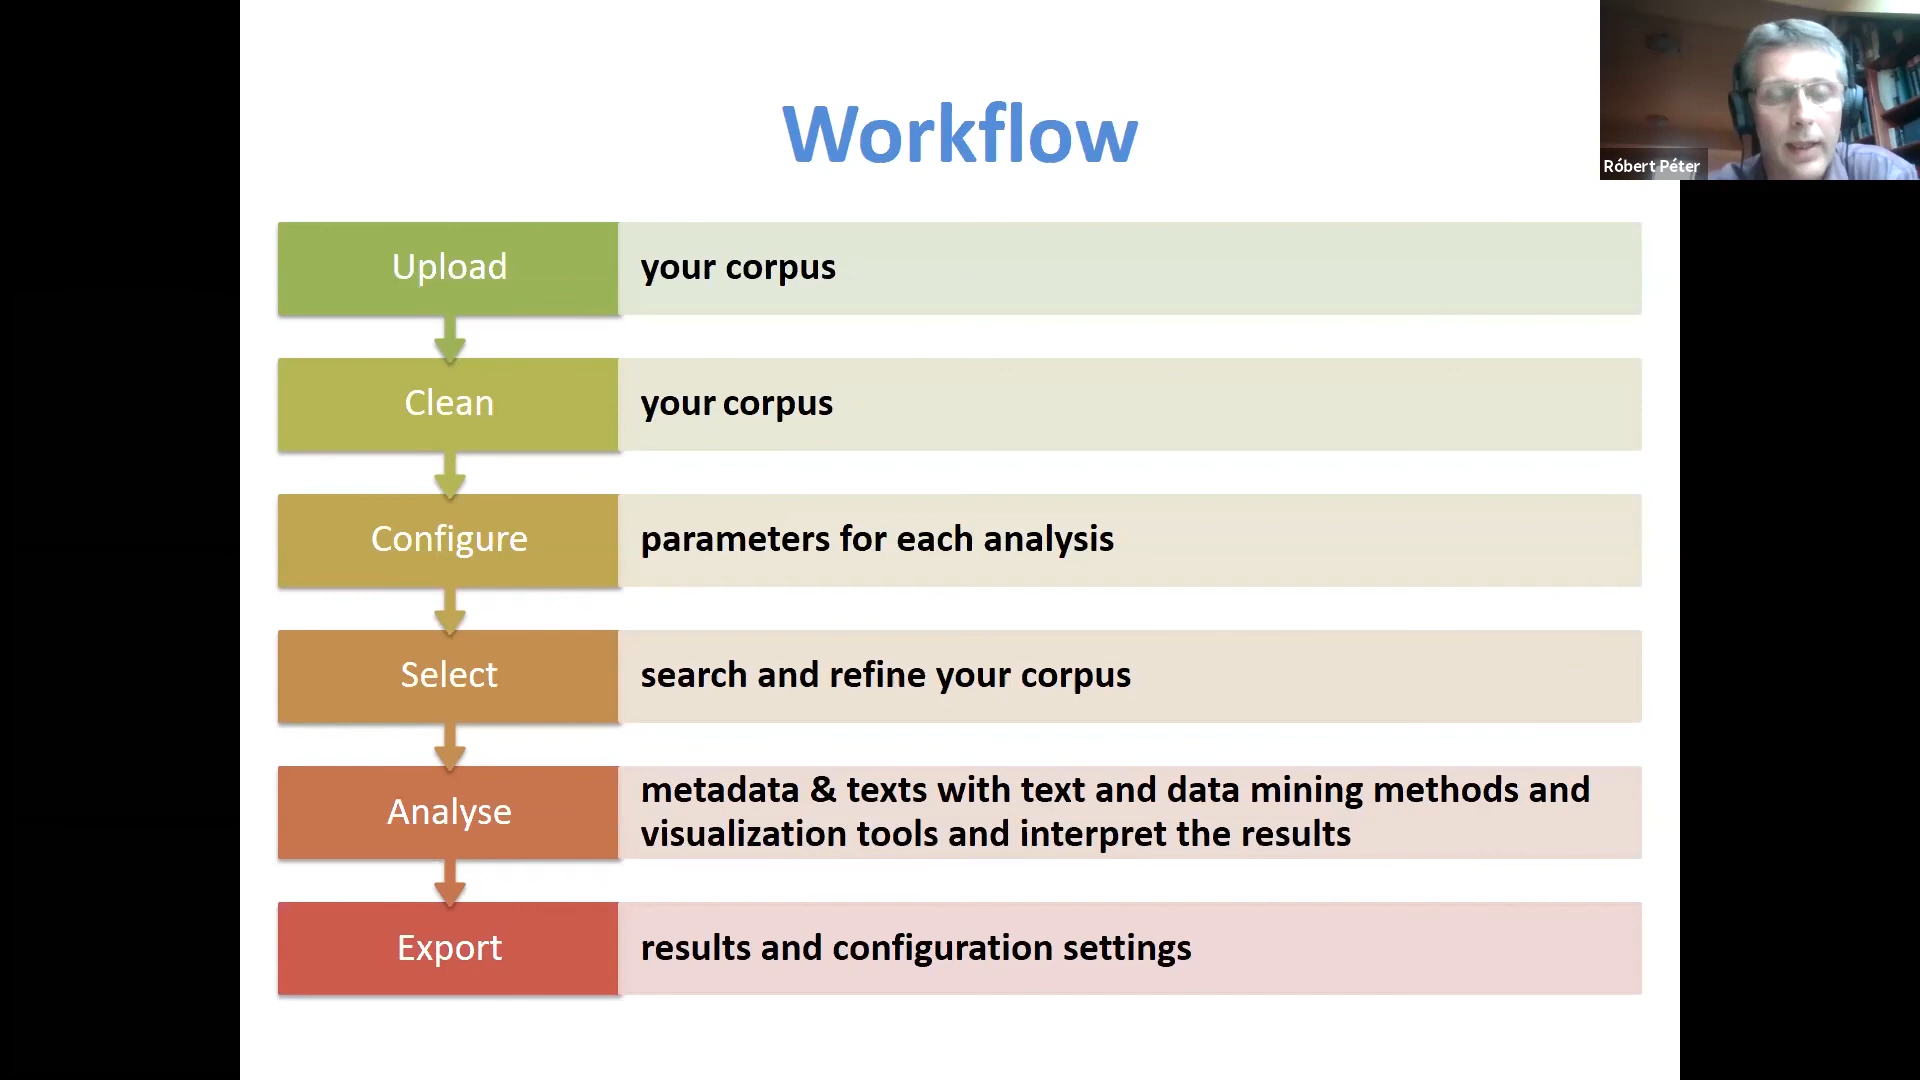 Workflow
Róbert Péter
Upload
your corpus
Clean
your corpus
Configure
parameters for each analysis
Select
search and refine your corpus
Analyse
metadata & texts with text and data mining methods and
visualization tools and interpret the results
Export
results and configuration settings